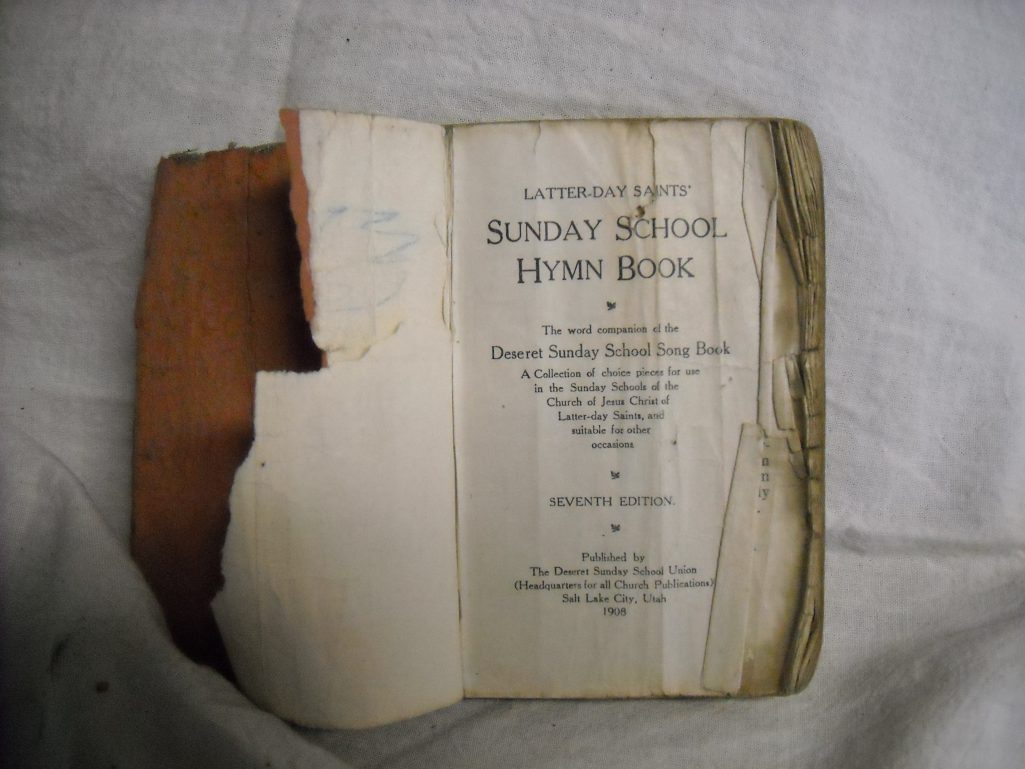 LATTER-DAY SAINTS'
SUNDAY SCHOOL
HYMN BOOK
The word companion of the
Deseret Sunday School Song Book
A Collection of choice pieces for use
in the Sunday Schools of the
Church of Jesus Christ of
Latter-day Saints, and
suitable for other
occasions
SEVENTH EDITION.
Published by
The Deseret Sunday School Union
(Headquarters for all Church Publications)
Salt Lake City, Utah
1908
n
n
ly